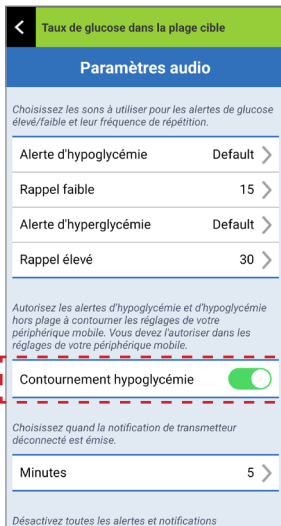 Taux de glucose dans la plage cible
Paramètres audio
Choisissez les sons à utiliser pour les alertes de glucose
élevé/faible et leur fréquence de répétition.
Alerte d'hypoglycémie Default
Rappel faible 15
Alerte d'hyperglycémie Default
Rappel élevé 30
Autorisez les alertes d'hypoglycémie et d'hypoglycémie
hors plage à contourner les réglages de votre
périphérique mobile. Vous devez l'autoriser dans les
réglages de votre périphérique mobile.
Contournement hypoglycémie
Choisissez quand la notification de transmetteur
déconnecté est émise.
Minutes 5
Désactivez toutes les alertes et notifications